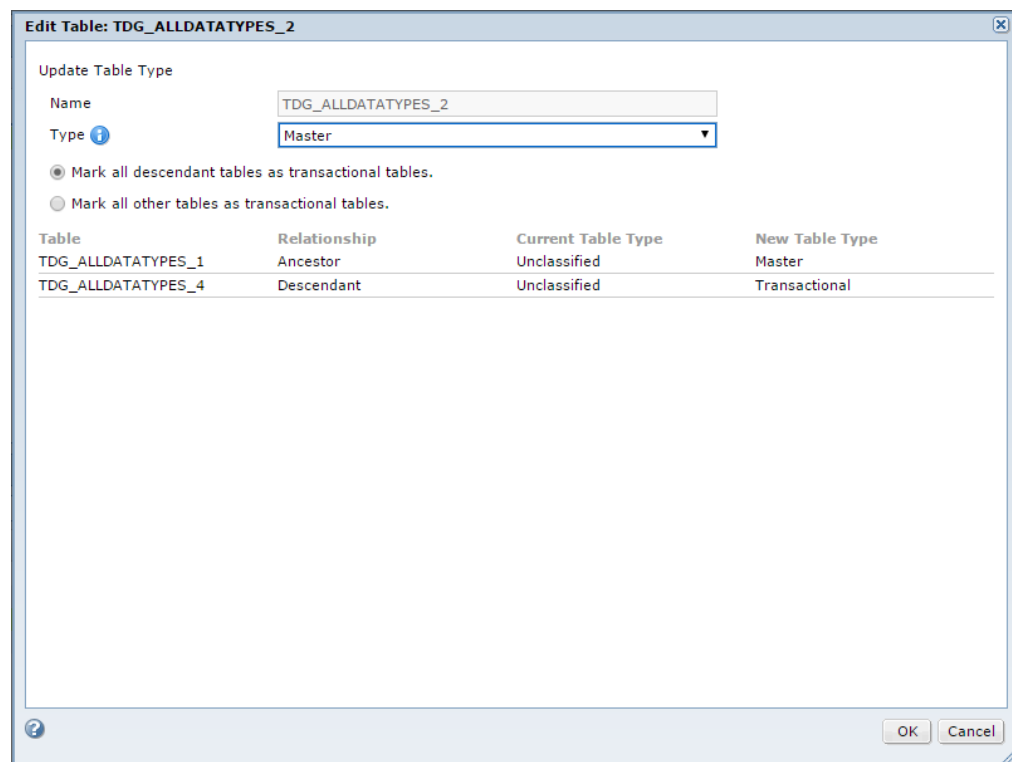 Edit Table: TDG_ALLDATATYPES_2
Update Table Type
Name TDG_ALLDATATYPES_2
Type Master
Mark all descendant tables as transactional tables.
Mark all other tables as transactional tables.
Table Relationship Current Table Type New Table Type
TDG_ALLDATATYPES_1 Ancestor Unclassified Master
TDG_ALLDATATYPES_4 Descendant Unclassified Transactional
OK Cancel